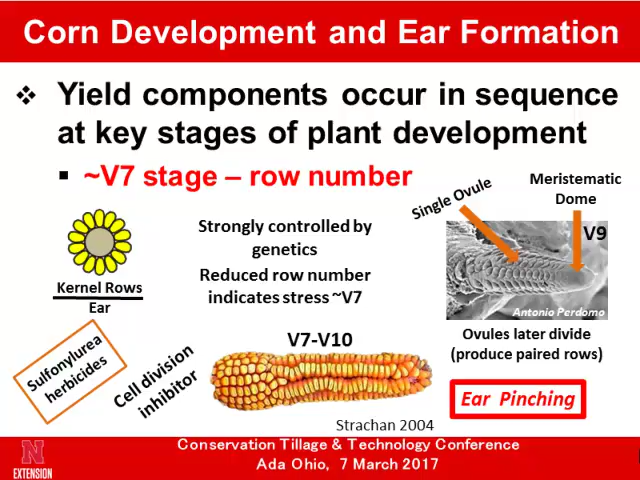 Corn Development and Ear Formation
❖ Yield components occur in sequence
at key stages of plant development
▪ ~V7 stage – row number
Kernel Rows
Ear
Strongly controlled by
genetics
Reduced row number
indicates stress ~V7
Single Ovule
Meristematic
Dome
V9
Antonio Perdomo
Ovules later divide
(produce paired rows)
Sulfonylurea
herbicides
Cell division
inhibitor
V7-V10
Strachan 2004
Ear Pinching
N
EXTENSION
Conservation Tillage & Technology Conference
Ada Ohio, 7 March 2017